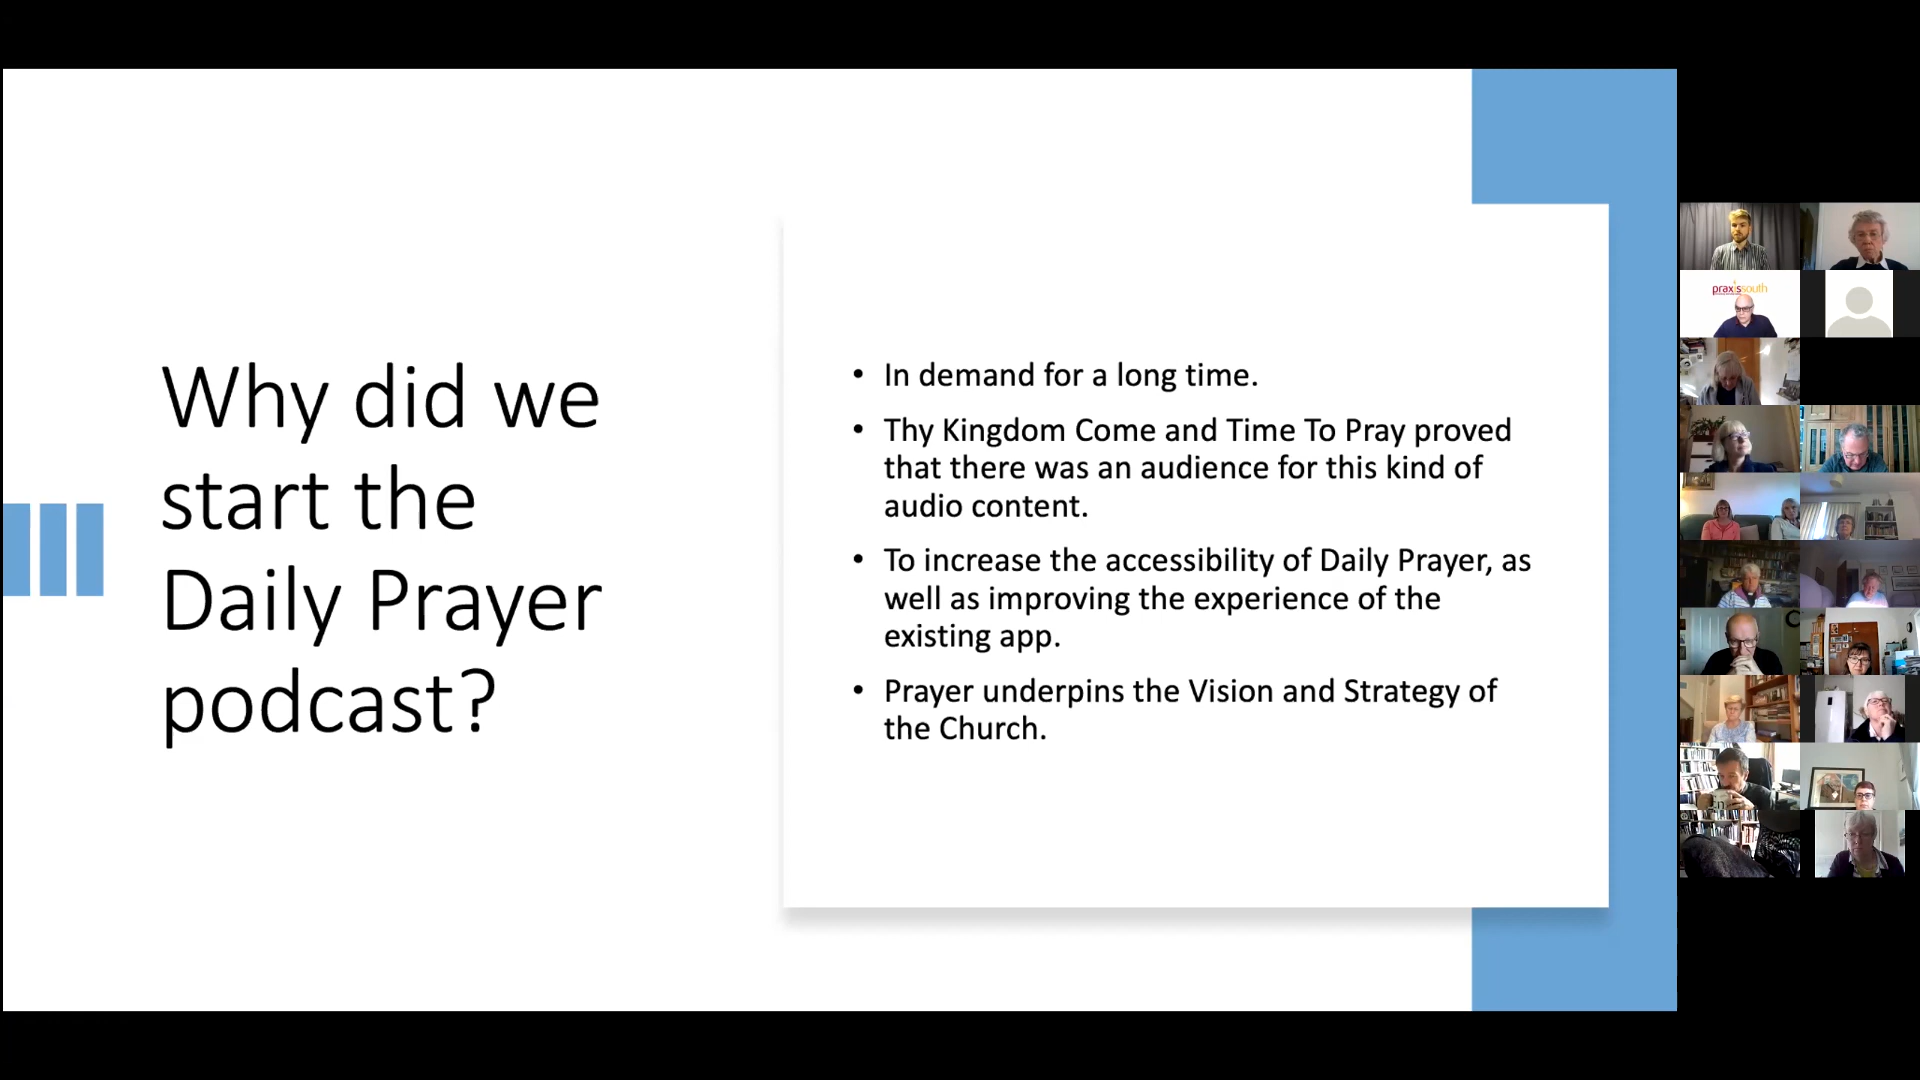 Why did we
start the
Daily Prayer
podcast?
• In demand for a long time.
• Thy Kingdom Come and Time To Pray proved
that there was an audience for this kind of
audio content.
• To increase the accessibility of Daily Prayer, as
well as improving the experience of the
existing app.
• Prayer underpins the Vision and Strategy of
the Church.
praxissouth